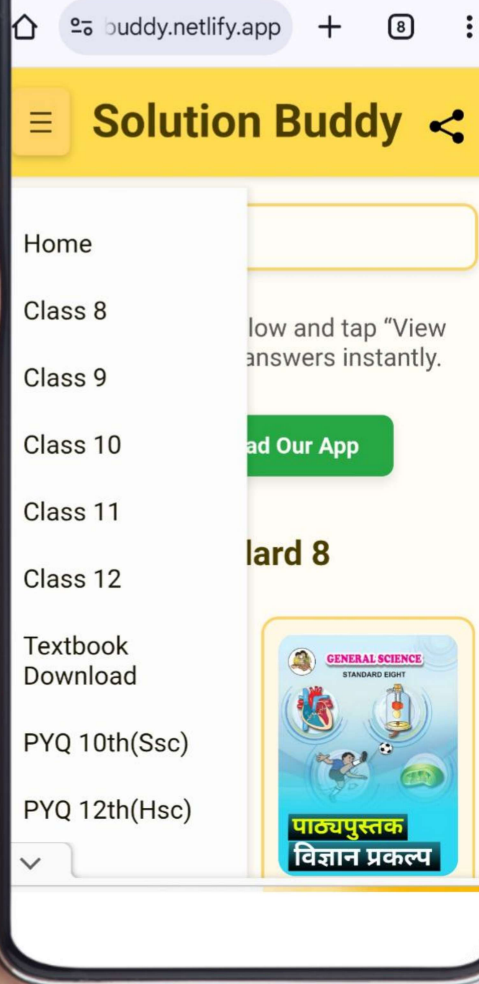 buddy.netlify.app
8
Solution Buddy
Home
Class 8
Class 9
Class 10
Class 11
Class 12
Textbook
Download
PYQ 10th(Ssc)
PYQ 12th(Hsc)
low and tap “View
answers instantly.
ad Our App
lard 8
GENERAL SCIENCE
STANDARD EIGHT
पाठ्यपुस्तक
विज्ञान प्रकल्प